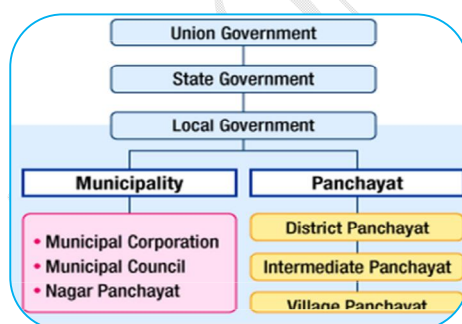 Union Government
State Government
Local Government
Municipality
• Municipal Corporation
• Municipal Council
• Nagar Panchayat
Panchayat
District Panchayat
Intermediate Panchayat
Village Panchayat